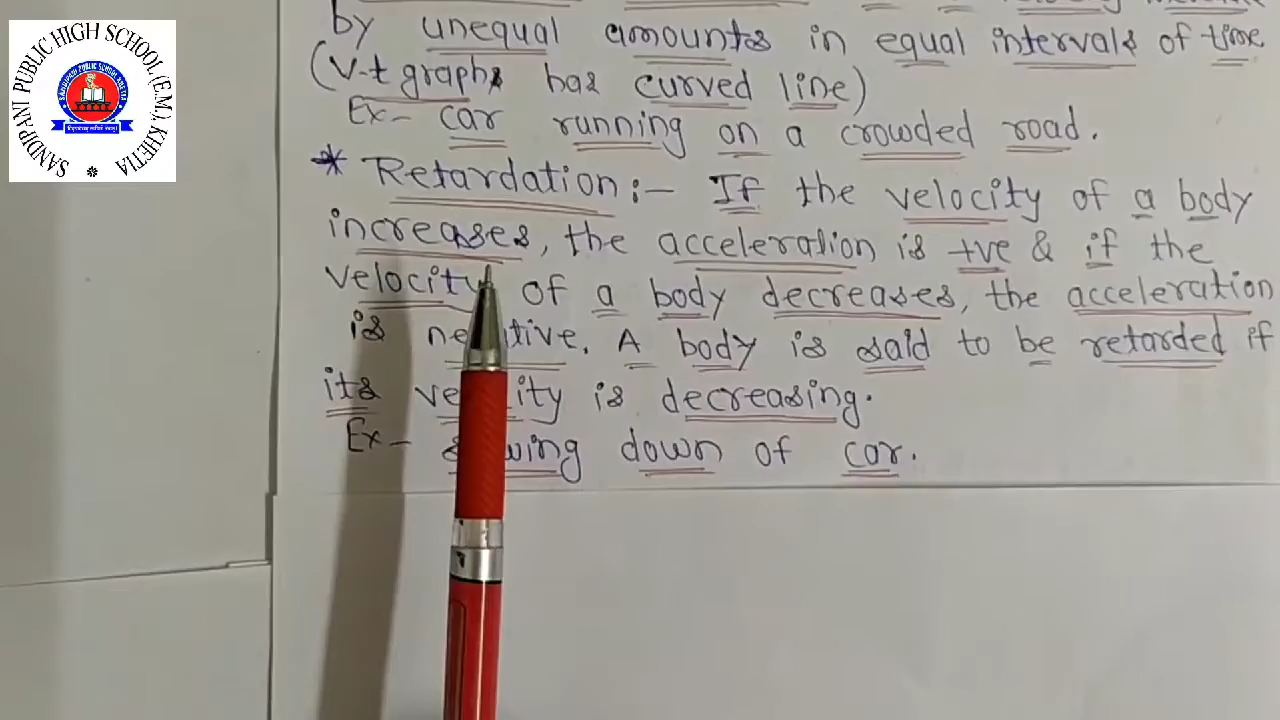 SANDIPANI PUBLIC HIGH SCHOOL (E.M.) KHETIA
by unequal amounts in equal intervals of time
(V-t graph has curved line)
Ex- car running on a crowded road.
* Retardation :- If the velocity of a body
increases, the acceleration is +ve & if the
velocity of a body decreases, the acceleration
is negative. A body is said to be retarded if
its velocity is decreasing.
Ex- slowing down of car.